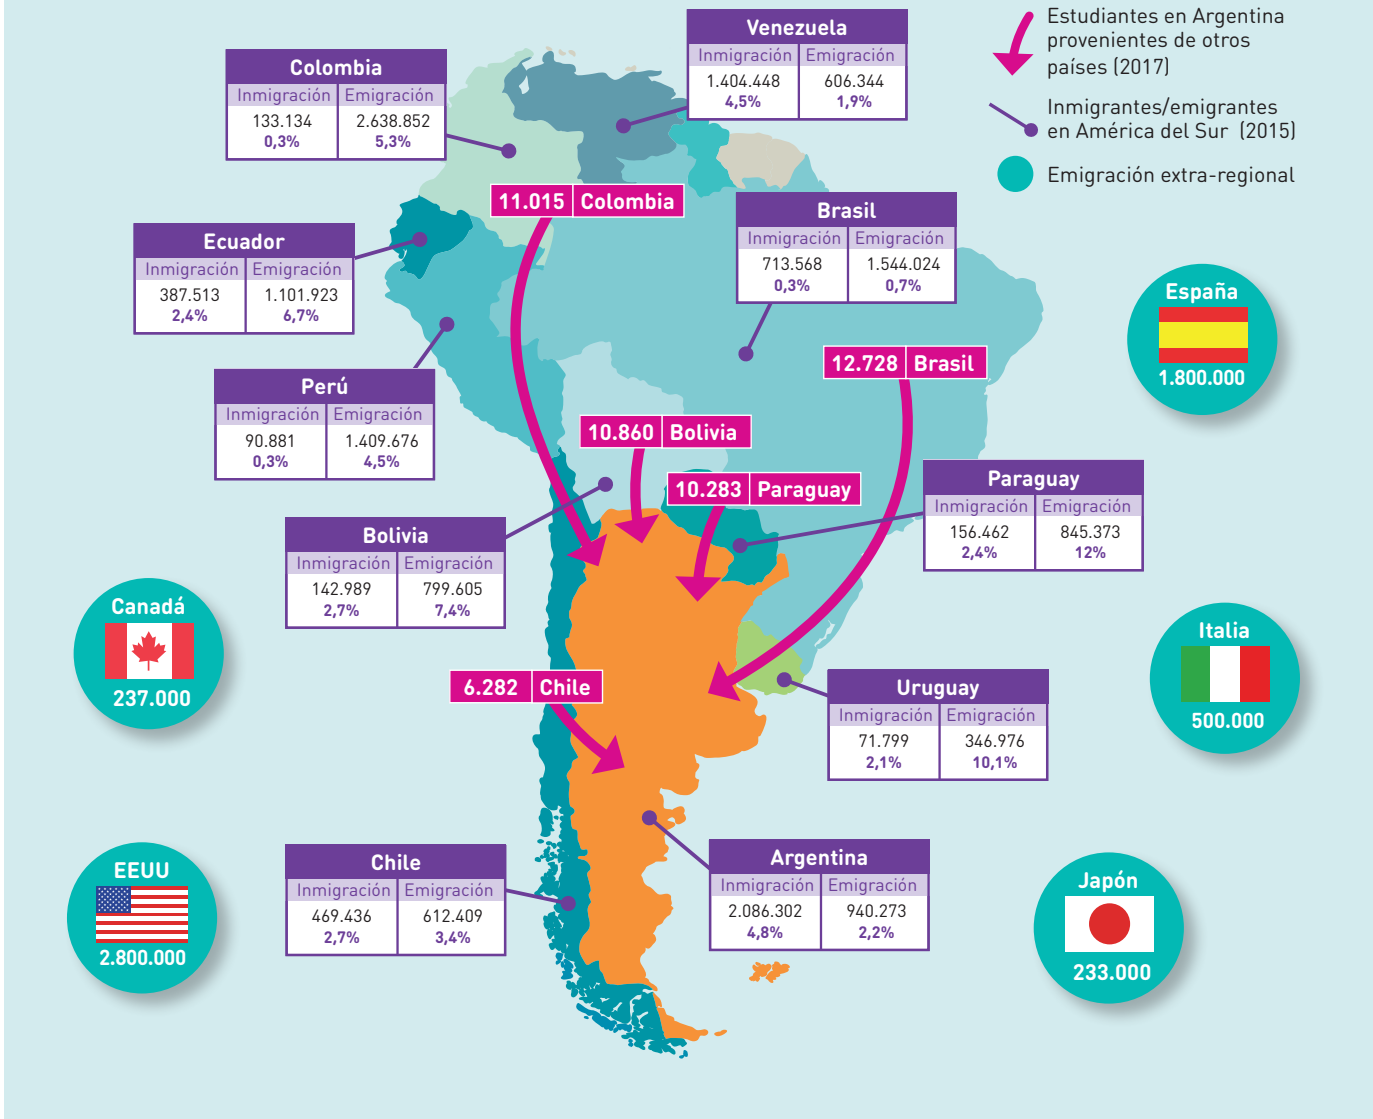 Estudiantes en Argentina
provenientes de otros
países (2017)
Inmigrantes/emigrantes
en América del Sur (2015)
Emigración extra-regional
Venezuela
Inmigración Emigración
1.404.448 606.344
4,5% 1,9%
Colombia
Inmigración Emigración
133.134 2.638.852
0,3% 5,3%
11.015 Colombia
Brasil
Inmigración Emigración
713.568 1.544.024
0,3% 0,7%
Ecuador
Inmigración Emigración
387.513 1.101.923
2,4% 6,7%
España
1.800.000
12.728 Brasil
Perú
Inmigración Emigración
90.881 1.409.676
0,3% 4,5%
10.860 Bolivia
10.283 Paraguay
Paraguay
Inmigración Emigración
156.462 845.373
2,4% 12%
Bolivia
Inmigración Emigración
142.989 799.605
2,7% 7,4%
Canadá
237.000
Italia
500.000
6.282 Chile
Uruguay
Inmigración Emigración
71.799 346.976
2,1% 10,1%
EEUU
2.800.000
Chile
Inmigración Emigración
469.436 612.409
2,7% 3,4%
Argentina
Inmigración Emigración
2.086.302 940.273
4,8% 2,2%
Japón
233.000